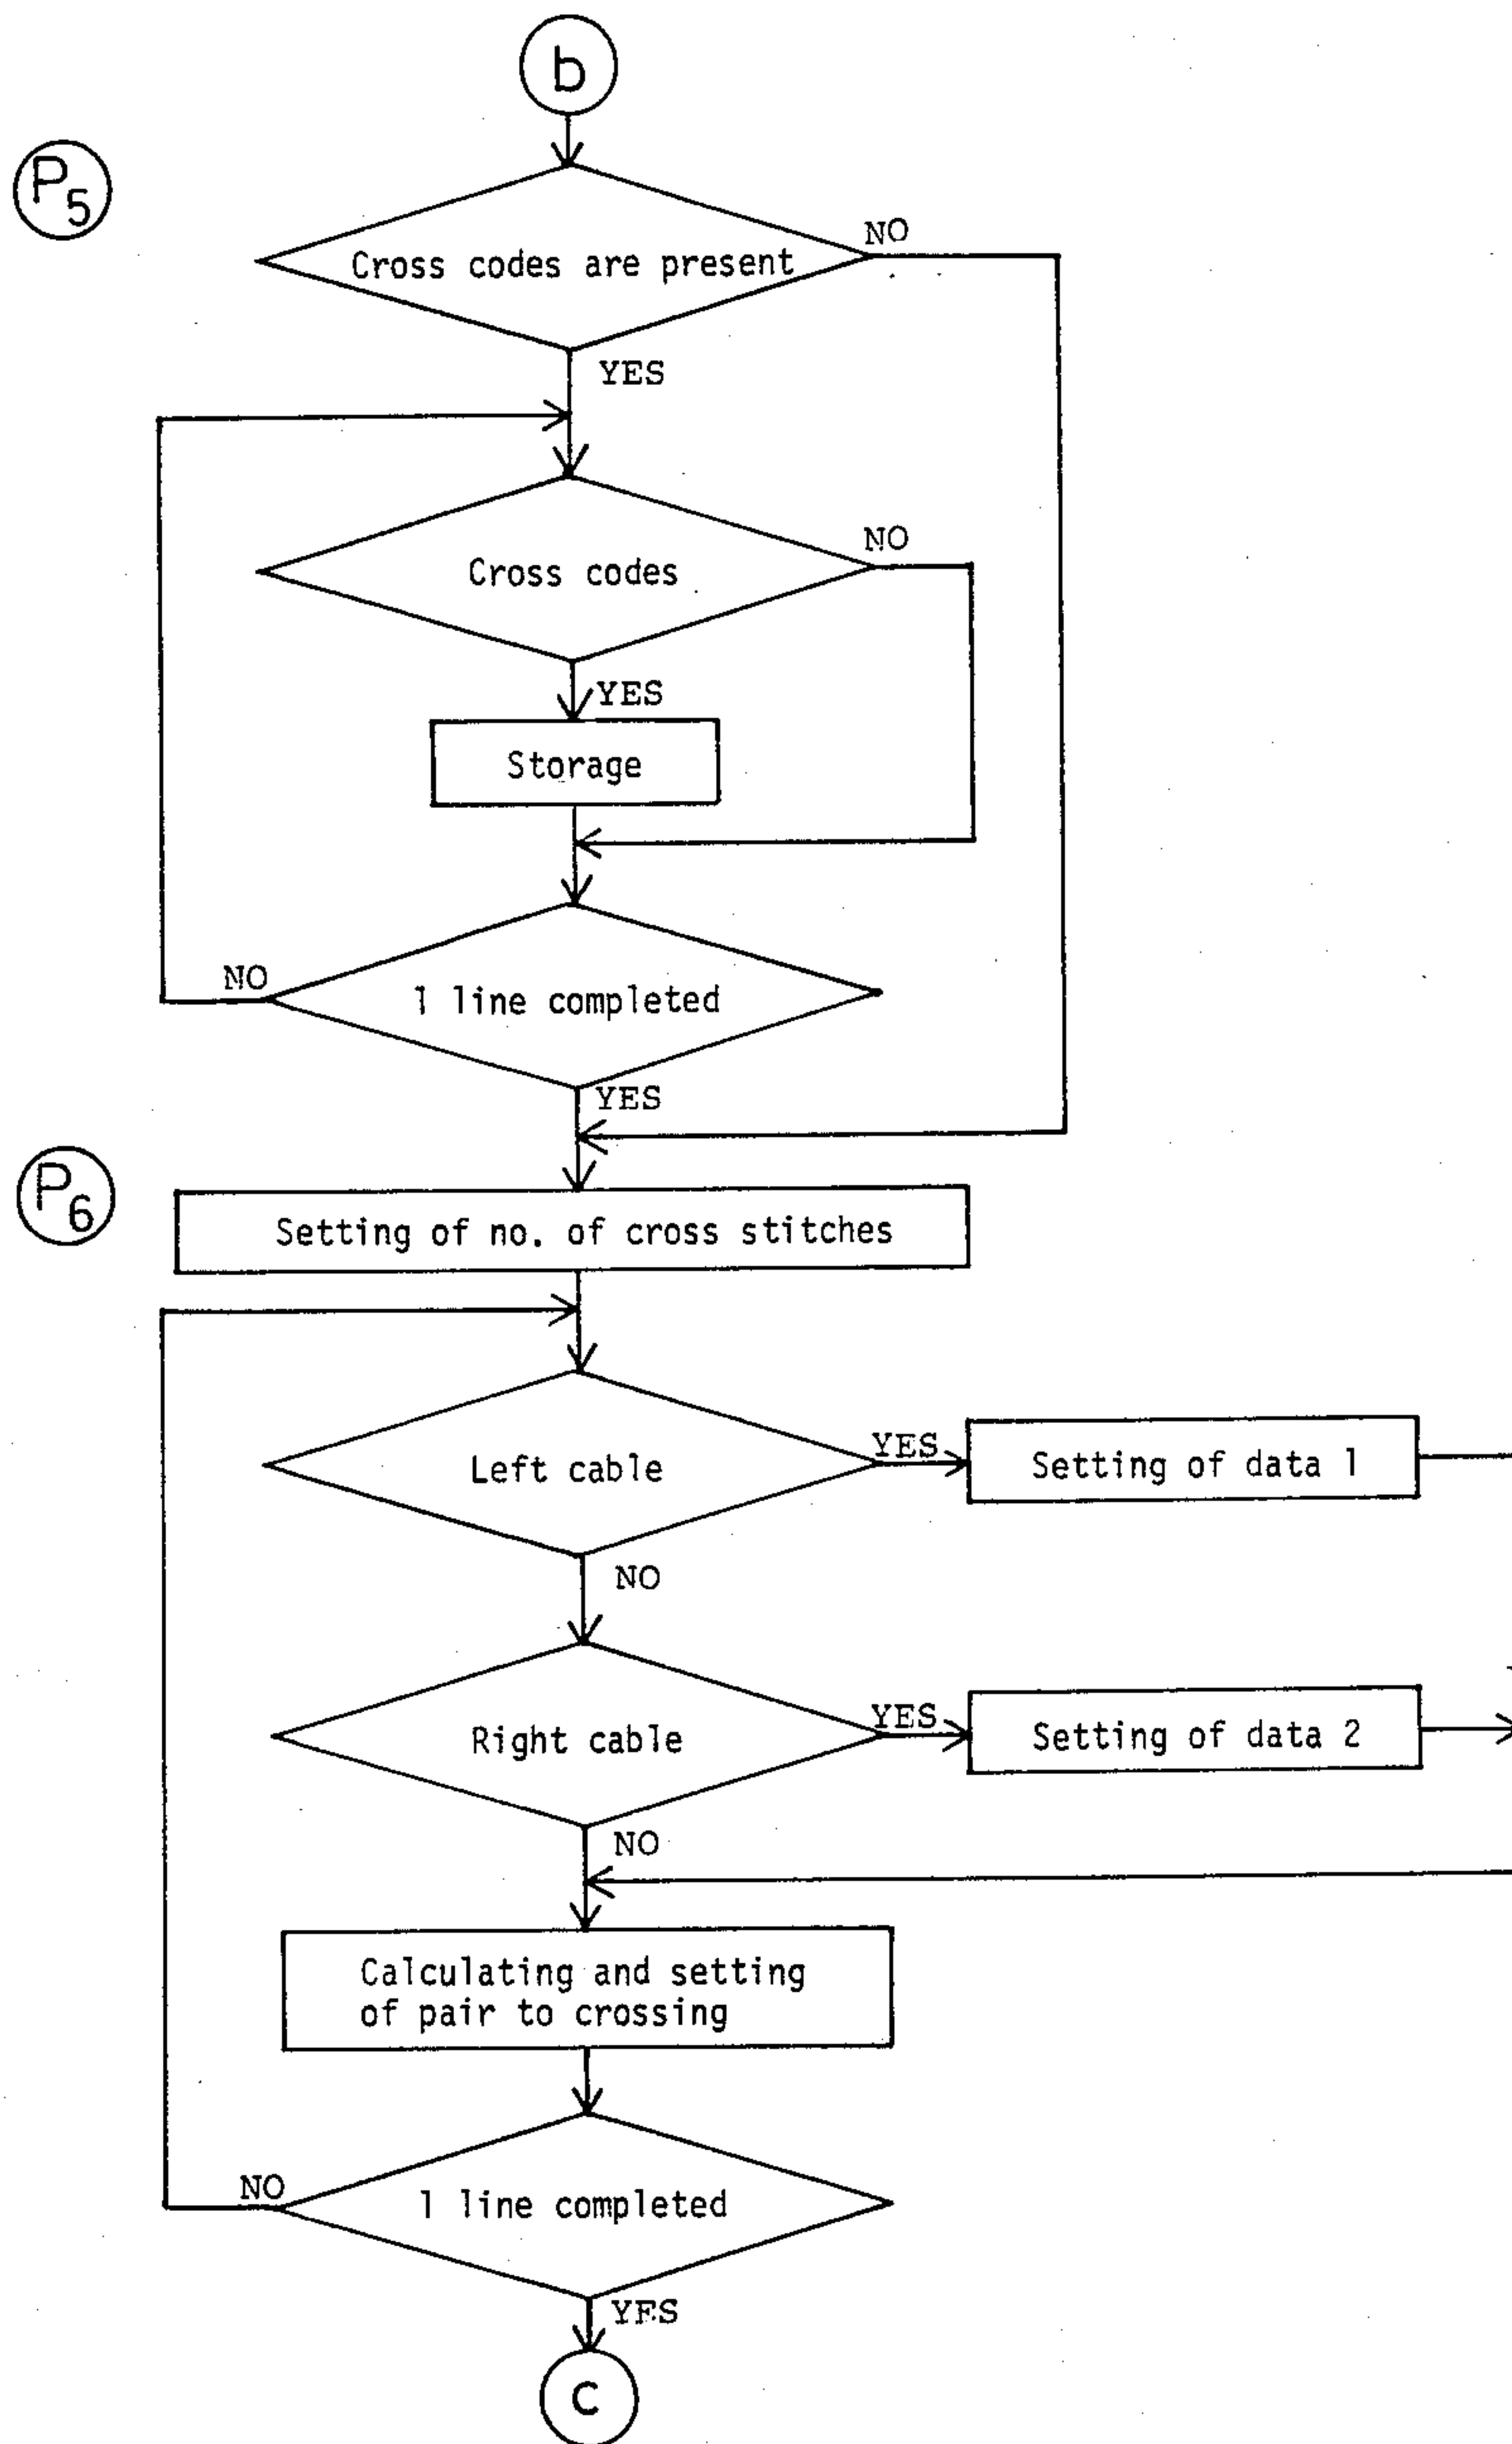 b
P5
Cross codes are present
NO
YES
Cross codes
NO
YES
Storage
1 line completed
NO
YES
P6
Setting of no. of cross stitches
Left cable
YES
Setting of data 1
NO
Right cable
YES
Setting of data 2
NO
Calculating and setting
of pair to crossing
1 line completed
NO
YES
c